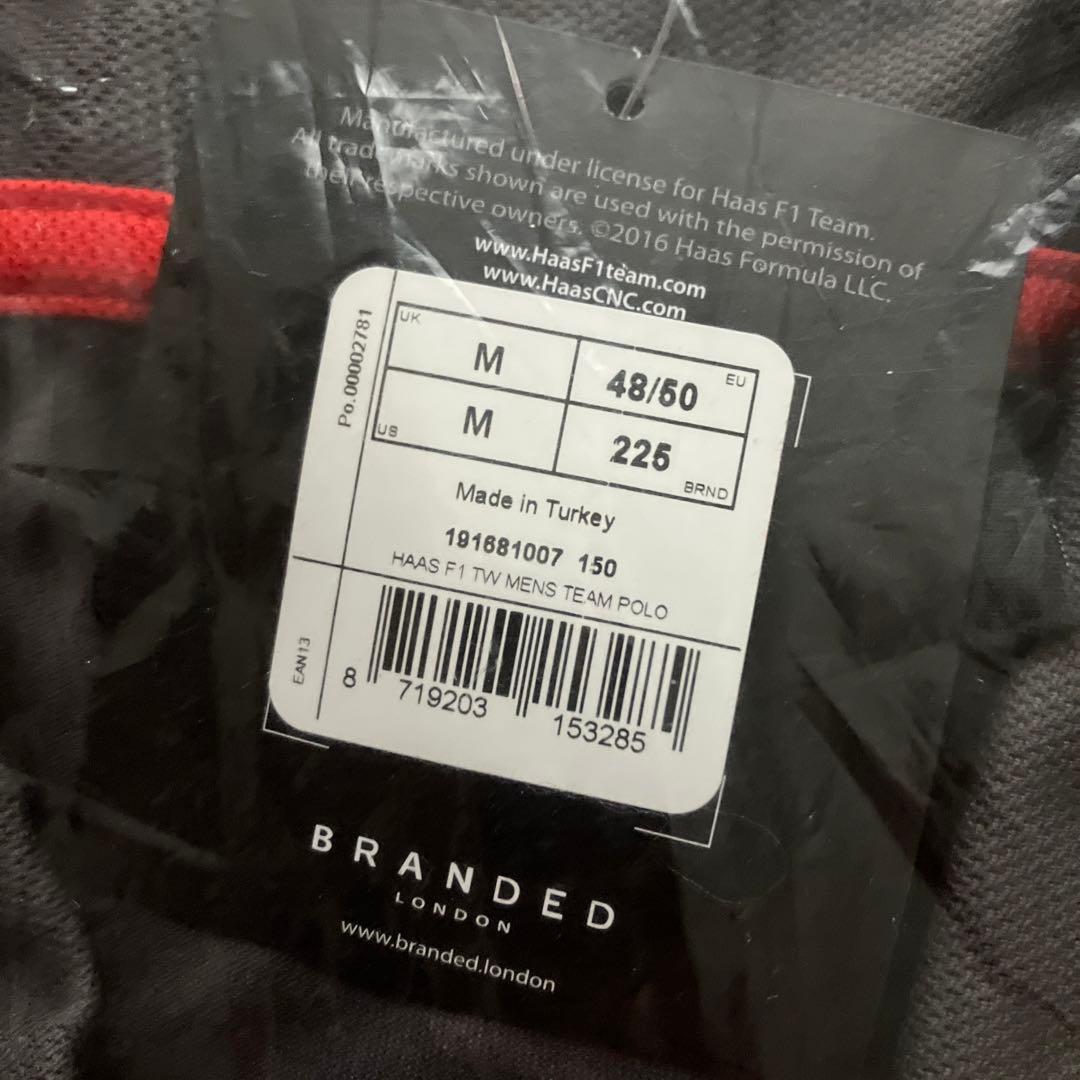 Manufactured under license for Haas F1 Team.
All trademarks shown are used with the permission of
their respective owners. ©2016 Haas Formula LLC.
www.HaasF1team.com
www.HaasCNC.com
Po.00002781
UK
M
48/50
EU
US
M
225
BRND
Made in Turkey
191681007 150
HAAS F1 TW MENS TEAM POLO
EAN13
8 719203 153285
BRANDED
LONDON
www.branded.london